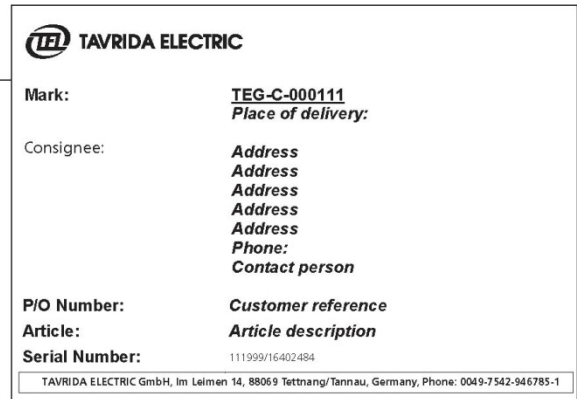 TEL TAVRIDA ELECTRIC
Mark: TEG-C-000111
Place of delivery:
Consignee: Address
Address
Address
Address
Address
Phone:
Contact person
P/O Number: Customer reference
Article: Article description
Serial Number: 111999/16402484
TAVRIDA ELECTRIC GmbH, Im Leimen 14, 88069 Tettnang/Tannau, Germany, Phone: 0049-7542-946785-1